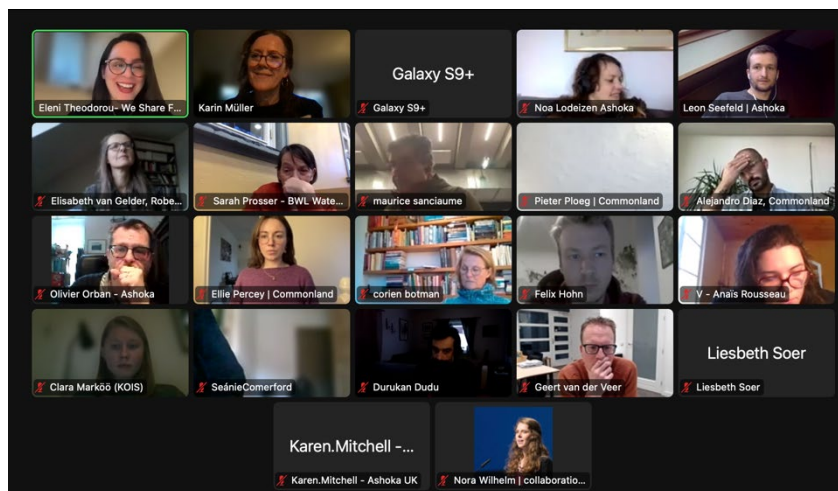 Eleni Theodorou- We Share F...
Karin Müller
Galaxy S9+
Galaxy S9+
Noa Lodeizen Ashoka
Leon Seefeld | Ashoka
Elisabeth van Gelder, Robe...
Sarah Prosser - BWL Wate...
maurice sanciaume
Pieter Ploeg | Commonland
Alejandro Diaz, Commonland
Olivier Orban - Ashoka
Ellie Percey | Commonland
corien botman
Felix Hohn
V - Anaïs Rousseau
Clara Marköö (KOIS)
SeánieComerford
Durukan Dudu
Geert van der Veer
Liesbeth Soer
Liesbeth Soer
Karen.Mitchell -...
Karen.Mitchell - Ashoka UK
Nora Wilhelm | collaboratio...